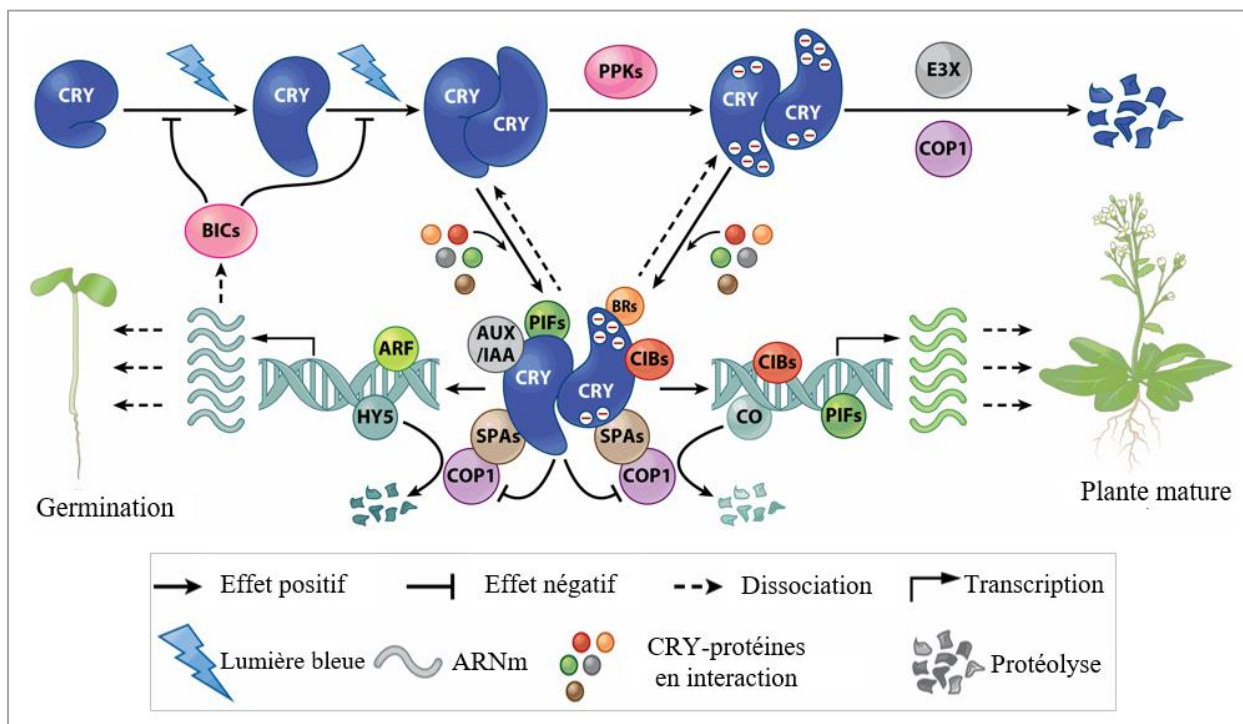 CRY
CRY
CRY
CRY
PPKs
CRY
CRY
E3X
COP1
BICs
PIFs
BRs
AUX
/IAA
CIBs
ARF
CRY
CRY
CIBs
HY5
CO
PIFs
SPAs
SPAs
COP1
COP1
Germination
Plante mature
Effet positif
Effet négatif
Dissociation
Transcription
Lumière bleue
ARNm
CRY-protéines
en interaction
Protéolyse